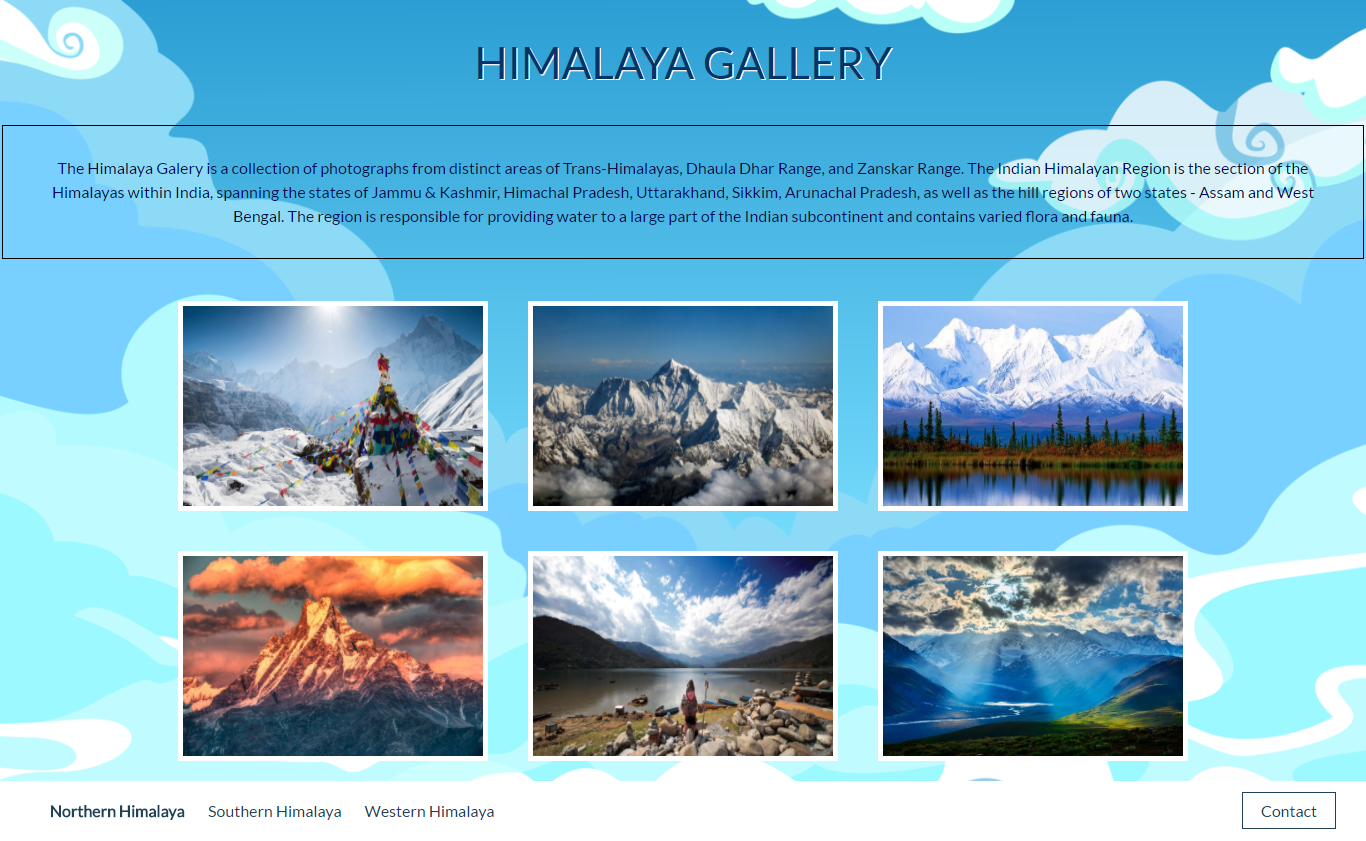 HIMALAYA GALLERY
The Himalaya Galery is a collection of photographs from distinct areas of Trans-Himalayas, Dhaula Dhar Range, and Zanskar Range. The Indian Himalayan Region is the section of the
Himalayas within India, spanning the states of Jammu & Kashmir, Himachal Pradesh, Uttarakhand, Sikkim, Arunachal Pradesh, as well as the hill regions of two states - Assam and West
Bengal. The region is responsible for providing water to a large part of the Indian subcontinent and contains varied flora and fauna.
Northern Himalaya Southern Himalaya Western Himalaya Contact